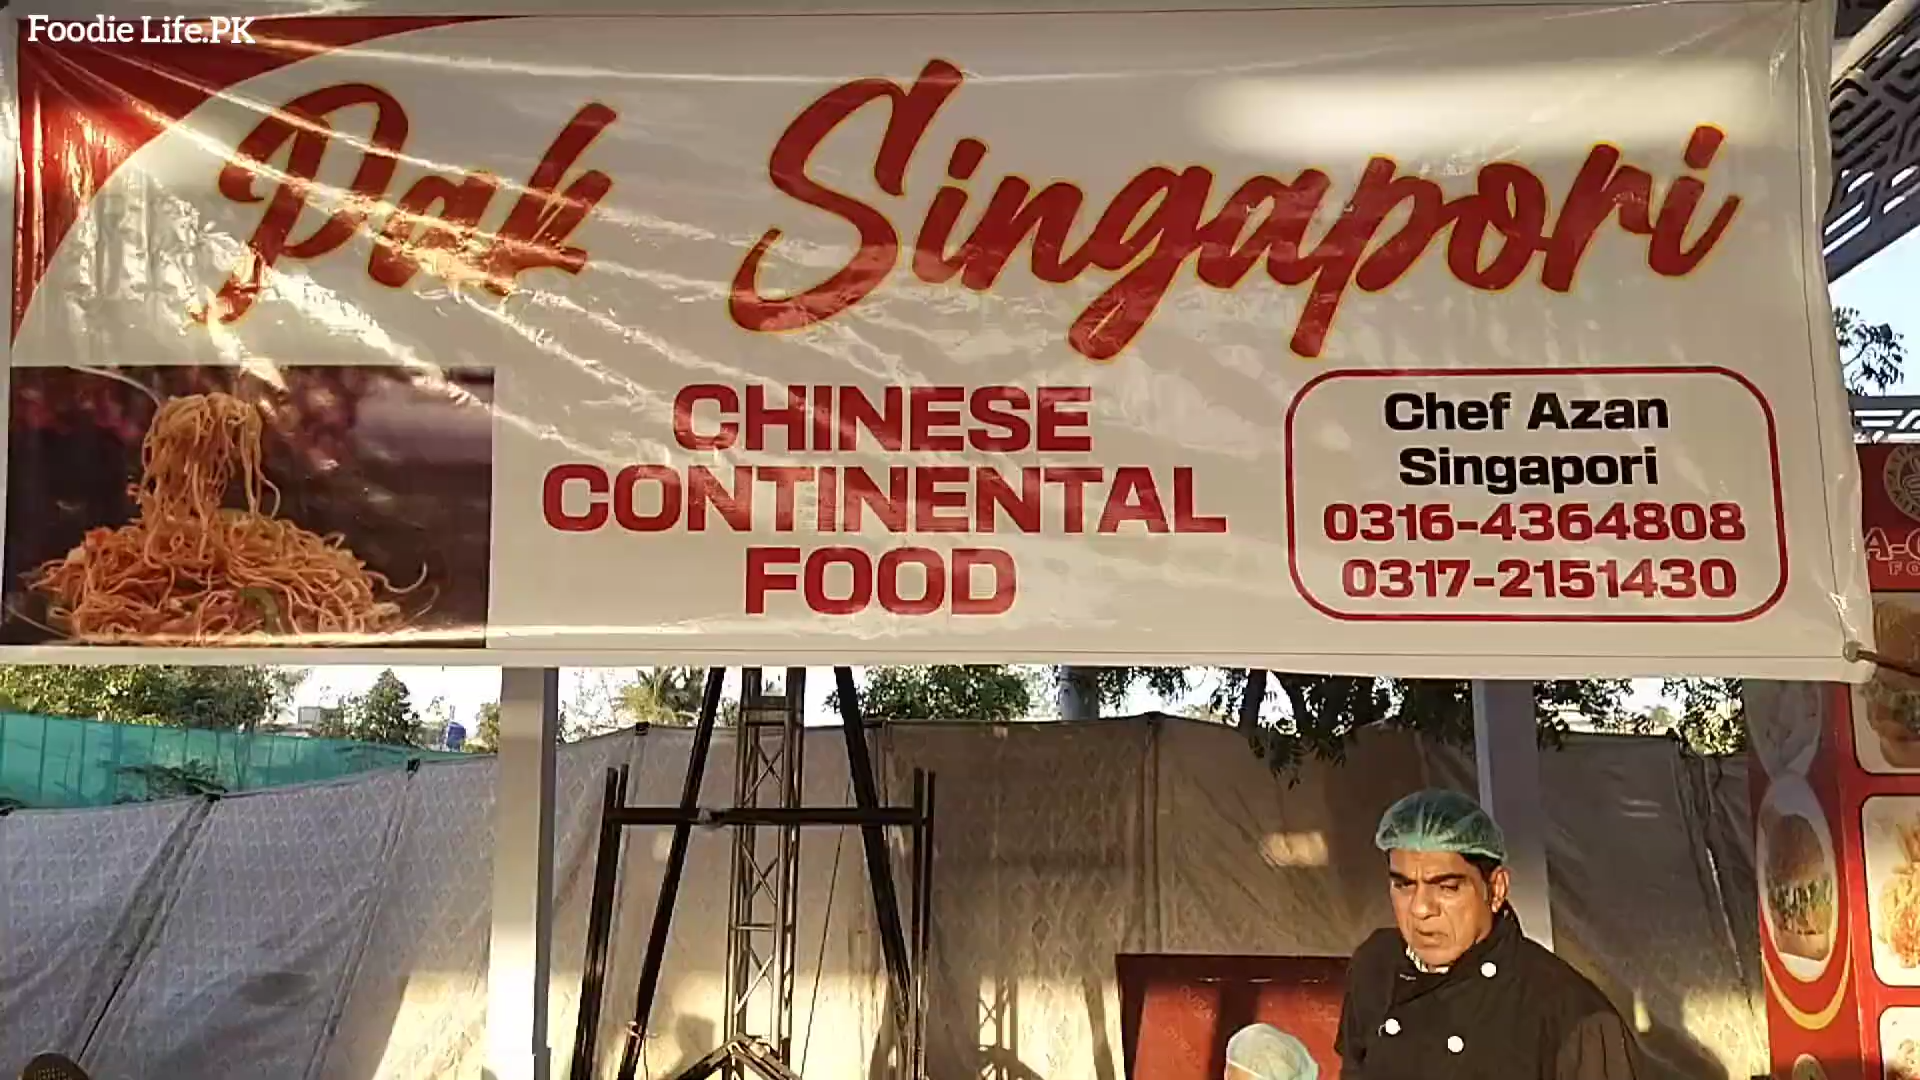 Foodie Life.PK
Pak Singapori
CHINESE
CONTINENTAL
FOOD
Chef Azan
Singapori
0316-4364808
0317-2151430